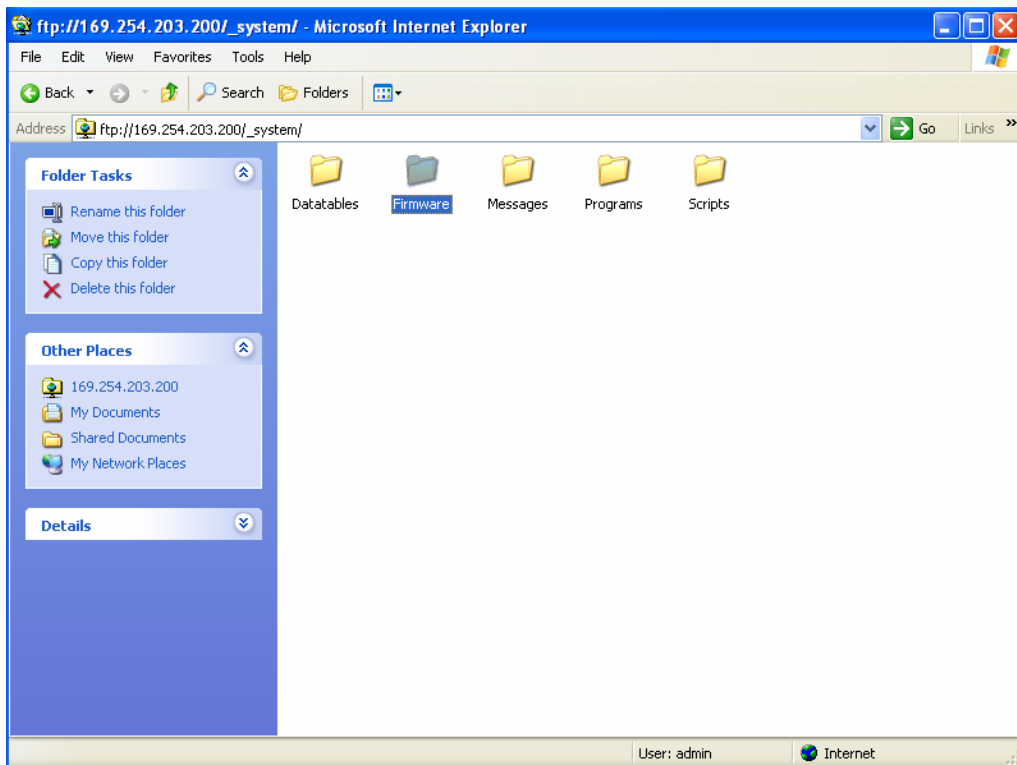 ftp://169.254.203.200/_system/ - Microsoft Internet Explorer
File Edit View Favorites Tools Help
Back Search Folders
Address ftp://169.254.203.200/_system/ Go Links »
Folder Tasks
Rename this folder
Move this folder
Copy this folder
Delete this folder
Other Places
169.254.203.200
My Documents
Shared Documents
My Network Places
Details
Datatables Firmware Messages Programs Scripts
User: admin Internet